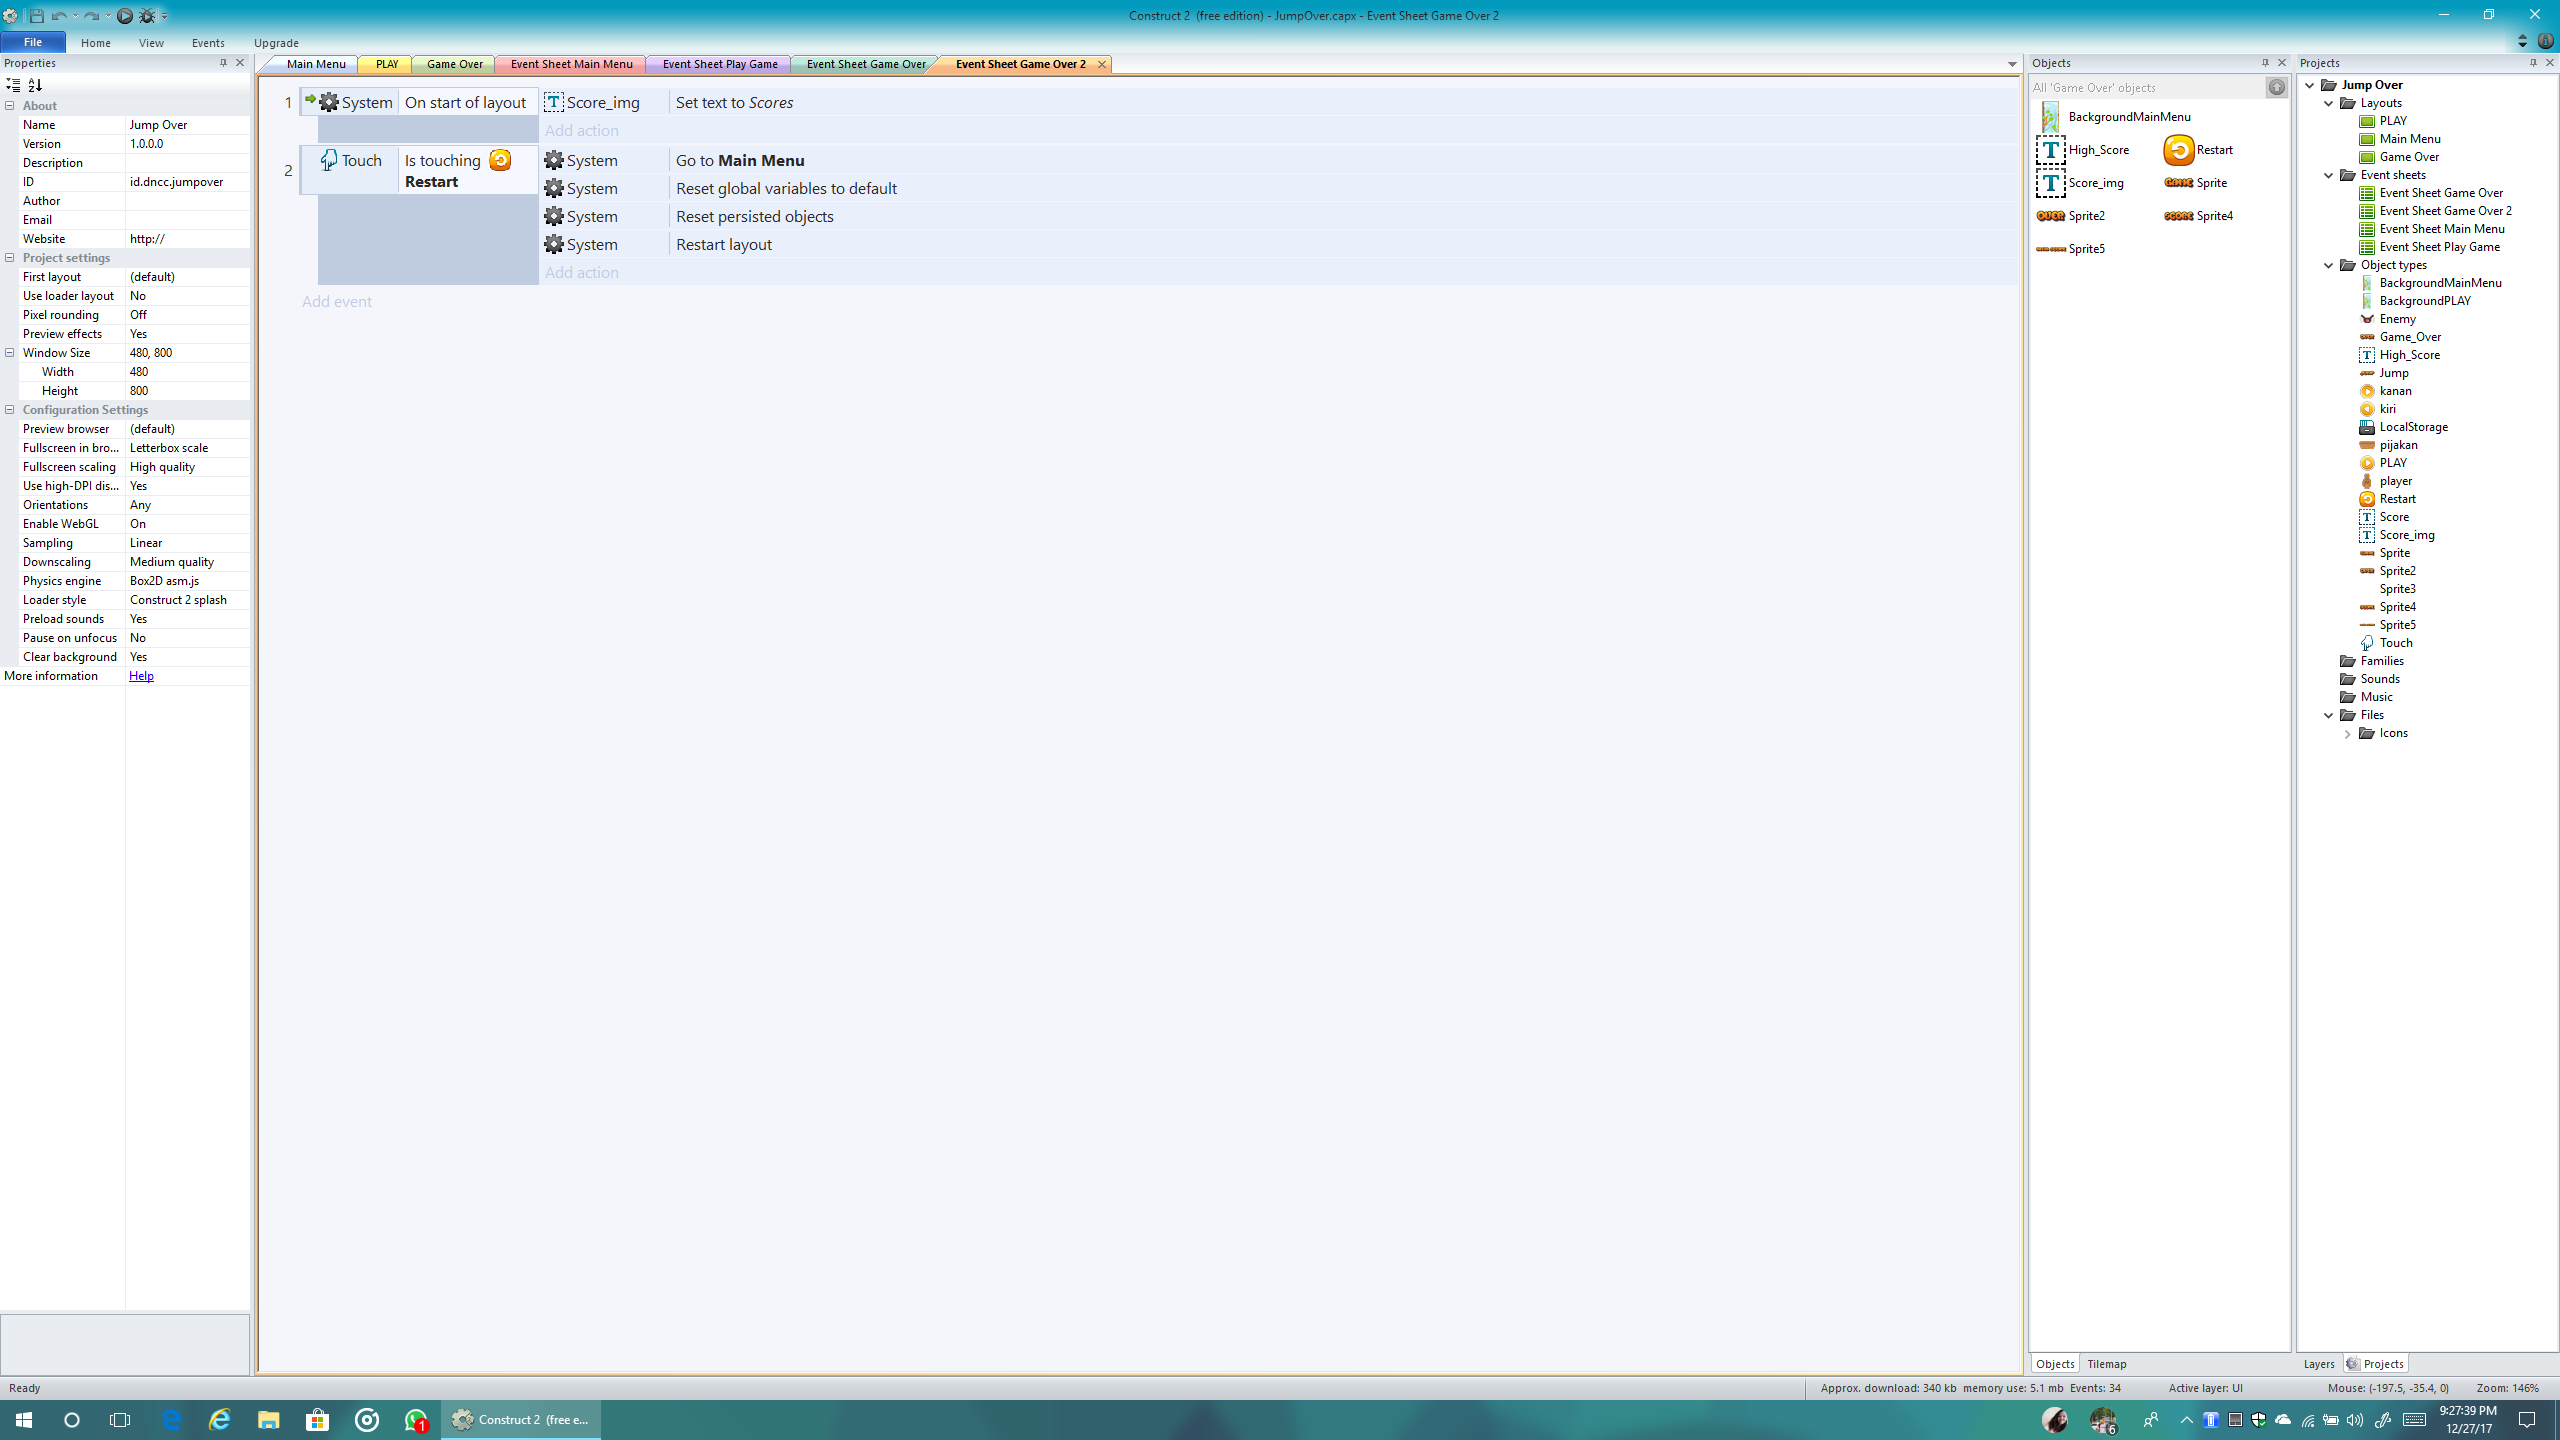 Construct 2  (free edition) - JumpOver.capx - Event Sheet Game Over 2
File Home View Events Upgrade
Properties
About
Name Jump Over
Version 1.0.0.0
Description
ID id.dncc.jumpover
Author
Email
Website http://
Project settings
First layout (default)
Use loader layout No
Pixel rounding Off
Preview effects Yes
Window Size 480, 800
Width 480
Height 800
Configuration Settings
Preview browser (default)
Fullscreen in bro... Letterbox scale
Fullscreen scaling High quality
Use high-DPI dis... Yes
Orientations Any
Enable WebGL On
Sampling Linear
Downscaling Medium quality
Physics engine Box2D asm.js
Loader style Construct 2 splash
Preload sounds Yes
Pause on unfocus No
Clear background Yes
More information Help
Main Menu PLAY Game Over Event Sheet Main Menu Event Sheet Play Game Event Sheet Game Over Event Sheet Game Over 2
1 System On start of layout T Score_img Set text to Scores
Add action
2 Touch Is touching Restart System Go to Main Menu
System Reset global variables to default
System Reset persisted objects
System Restart layout
Add action
Add event
Objects
All 'Game Over' objects
BackgroundMainMenu
T High_Score Restart
T Score_img GAME Sprite
OVER Sprite2 SCORE Sprite4
Sprite5
Objects Tilemap
Projects
Jump Over
Layouts
PLAY
Main Menu
Game Over
Event sheets
Event Sheet Game Over
Event Sheet Game Over 2
Event Sheet Main Menu
Event Sheet Play Game
Object types
BackgroundMainMenu
BackgroundPLAY
Enemy
Game_Over
T High_Score
Jump
kanan
kiri
LocalStorage
pijakan
PLAY
player
Restart
T Score
T Score_img
Sprite
Sprite2
Sprite3
Sprite4
Sprite5
Touch
Families
Sounds
Music
Files
Icons
Layers Projects
Ready Approx. download: 340 kb  memory use: 5.1 mb  Events: 34 Active layer: UI Mouse: (-197.5, -35.4, 0) Zoom: 146%
1 Construct 2  (free e... 6 9:27:39 PM
12/27/17